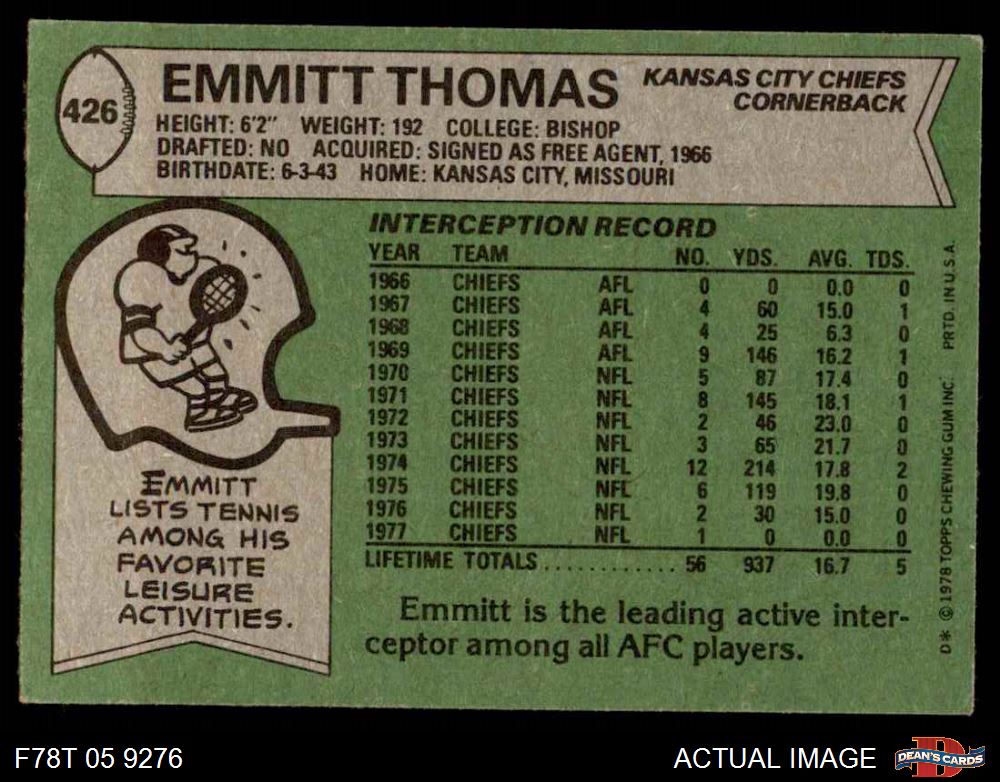 426
EMMITT THOMAS
KANSAS CITY CHIEFS
CORNERBACK
HEIGHT: 6'2" WEIGHT: 192 COLLEGE: BISHOP
DRAFTED: NO ACQUIRED: SIGNED AS FREE AGENT, 1966
BIRTHDATE: 6-3-43 HOME: KANSAS CITY, MISSOURI
INTERCEPTION RECORD
YEAR TEAM NO. YDS. AVG. TDS.
1966 CHIEFS AFL 0 0 0.0 0
1967 CHIEFS AFL 4 60 15.0 1
1968 CHIEFS AFL 4 25 6.3 0
1969 CHIEFS AFL 9 146 16.2 1
1970 CHIEFS NFL 5 87 17.4 0
1971 CHIEFS NFL 8 145 18.1 1
1972 CHIEFS NFL 2 46 23.0 0
1973 CHIEFS NFL 3 65 21.7 0
1974 CHIEFS NFL 12 214 17.8 2
1975 CHIEFS NFL 6 119 19.8 0
1976 CHIEFS NFL 2 30 15.0 0
1977 CHIEFS NFL 1 0 0.0 0
LIFETIME TOTALS ............ 56 937 16.7 5
Emmitt is the leading active inter-
ceptor among all AFC players.
EMMITT
LISTS TENNIS
AMONG HIS
FAVORITE
LEISURE
ACTIVITIES.
D* © 1978 TOPPS CHEWING GUM INC. PRTD. IN U.S.A.
F78T 05 9276
ACTUAL IMAGE
D
DEAN'S CARDS